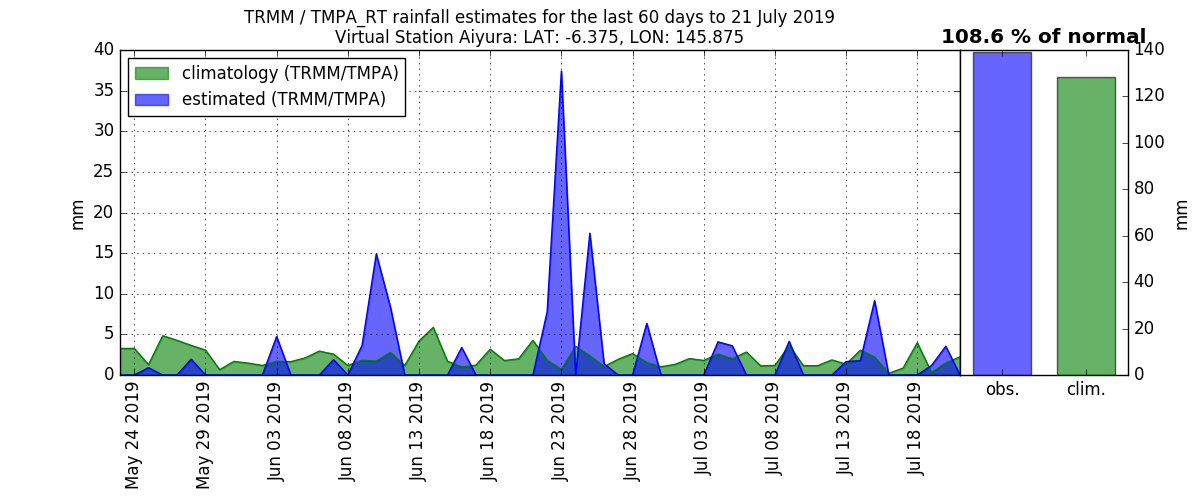 TRMM / TMPA_RT rainfall estimates for the last 60 days to 21 July 2019
Virtual Station Aiyura: LAT: -6.375, LON: 145.875
108.6 % of normal
climatology (TRMM/TMPA)
estimated (TRMM/TMPA)
mm
40
35
30
25
20
15
10
5
0
May 24 2019
May 29 2019
Jun 03 2019
Jun 08 2019
Jun 13 2019
Jun 18 2019
Jun 23 2019
Jun 28 2019
Jul 03 2019
Jul 08 2019
Jul 13 2019
Jul 18 2019
obs.
clim.
140
120
100
80
60
40
20
0
mm